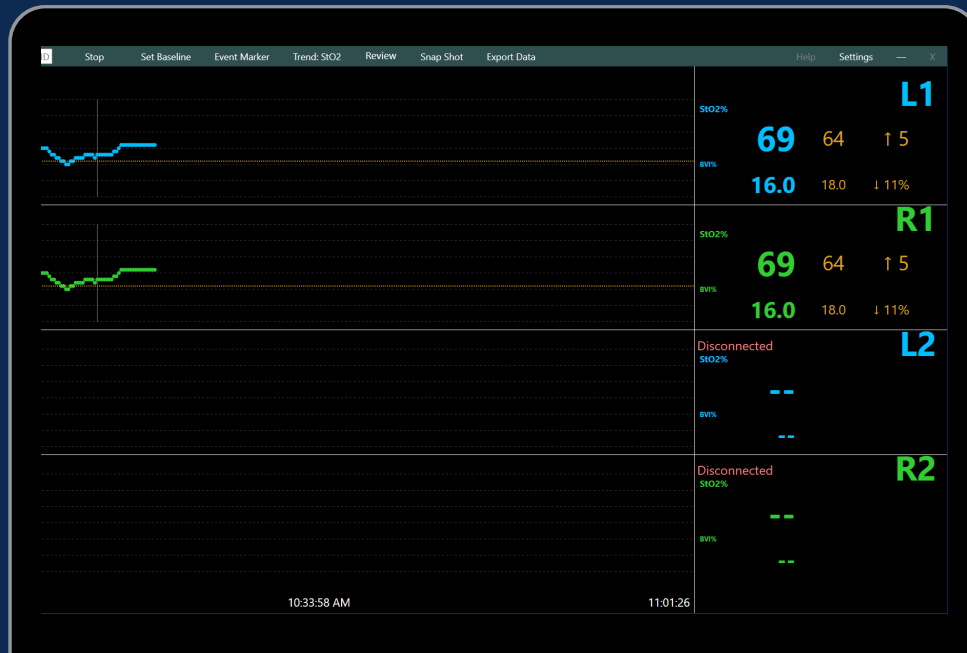 ID Stop Set Baseline Event Marker Trend: StO2 Review Snap Shot Export Data Help Settings — X
L1
StO2%
69 64 ↑ 5
BVI%
16.0 18.0 ↓ 11%
R1
StO2%
69 64 ↑ 5
BVI%
16.0 18.0 ↓ 11%
Disconnected L2
StO2%
--
BVI%
--
Disconnected R2
StO2%
--
BVI%
--
10:33:58 AM 11:01:26